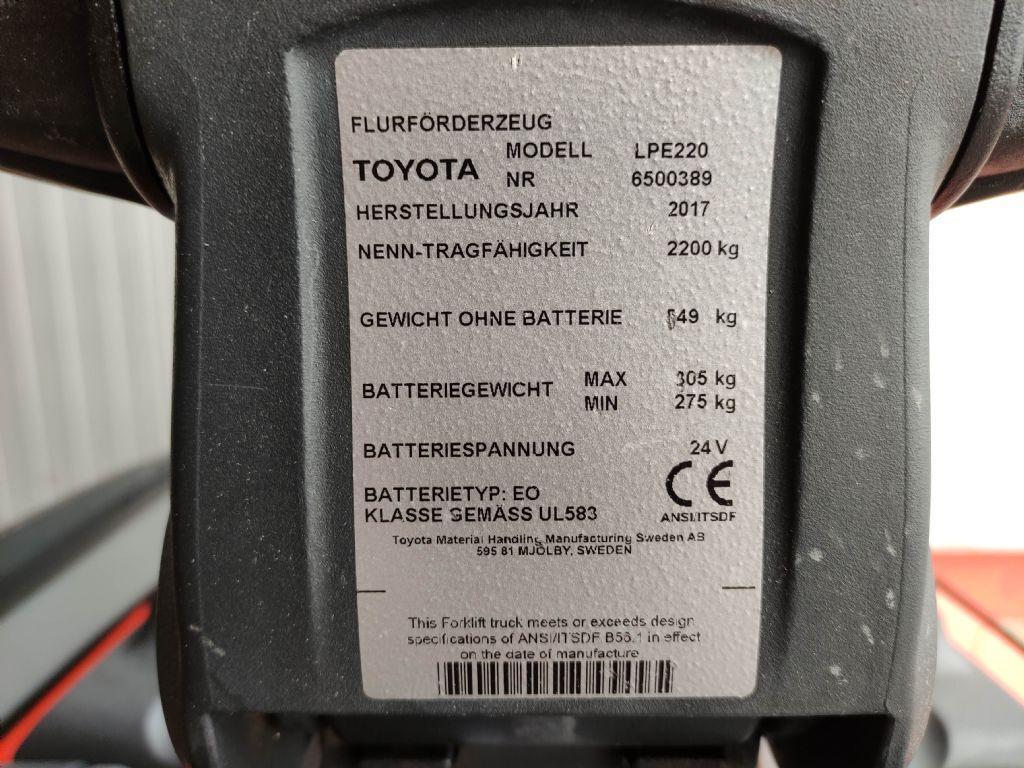 FLURFÖRDERZEUG
TOYOTA MODELL LPE220
NR 6500389
HERSTELLUNGSJAHR 2017
NENN-TRAGFÄHIGKEIT 2200 kg
GEWICHT OHNE BATTERIE 549 kg
BATTERIEGEWICHT MAX 305 kg
MIN 275 kg
BATTERIESPANNUNG 24 V
BATTERIETYP: EO
KLASSE GEMÄSS UL583
CE
ANSI/ITSDF
Toyota Material Handling Manufacturing Sweden AB
595 81 MJÖLBY, SWEDEN
This Forklift truck meets or exceeds design
specifications of ANSI/ITSDF B56.1 in effect
on the date of manufacture